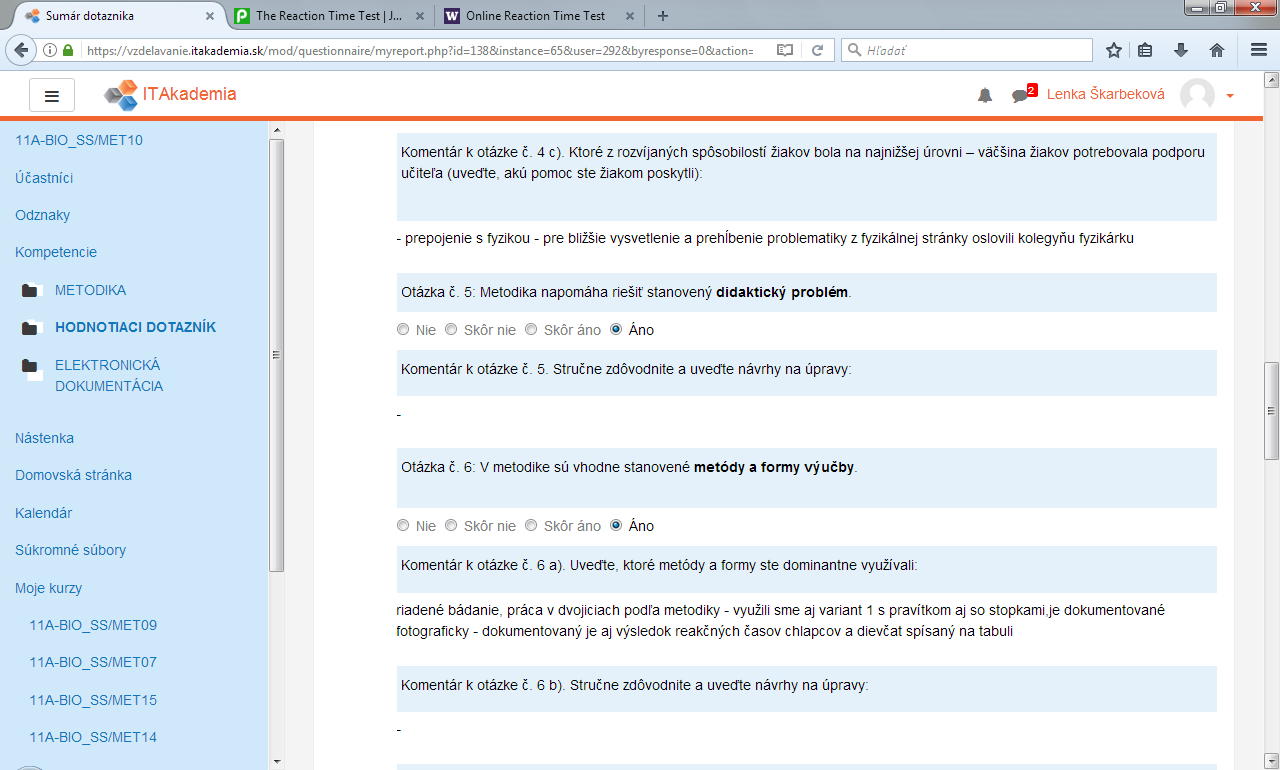 Sumár dotazníka
The Reaction Time Test | J...
Online Reaction Time Test
https://vzdelavanie.itakademia.sk/mod/questionnaire/myreport.php?id=138&instance=65&user=292&byresponse=0&action=
Hľadať
ITAkademia
2
Lenka Škarbeková
11A-BIO_SS/MET10
Účastníci
Odznaky
Kompetencie
METODIKA
HODNOTIACI DOTAZNÍK
ELEKTRONICKÁ
DOKUMENTÁCIA
Nástenka
Domovská stránka
Kalendár
Súkromné súbory
Moje kurzy
11A-BIO_SS/MET09
11A-BIO_SS/MET07
11A-BIO_SS/MET15
11A-BIO_SS/MET14
Komentár k otázke č. 4 c). Ktoré z rozvíjaných spôsobilostí žiakov bola na najnižšej úrovni – väčšina žiakov potrebovala podporu
učiteľa (uveďte, akú pomoc ste žiakom poskytli):
- prepojenie s fyzikou - pre bližšie vysvetlenie a prehĺbenie problematiky z fyzikálnej stránky oslovili kolegyňu fyzikárku
Otázka č. 5: Metodika napomáha riešiť stanovený didaktický problém.
Nie Skôr nie Skôr áno Áno
Komentár k otázke č. 5. Stručne zdôvodnite a uveďte návrhy na úpravy:
-
Otázka č. 6: V metodike sú vhodne stanovené metódy a formy výučby.
Nie Skôr nie Skôr áno Áno
Komentár k otázke č. 6 a). Uveďte, ktoré metódy a formy ste dominantne využívali:
riadené bádanie, práca v dvojiciach podľa metodiky - využili sme aj variant 1 s pravítkom aj so stopkami,je dokumentované
fotograficky - dokumentovaný je aj výsledok reakčných časov chlapcov a dievčat spísaný na tabuli
Komentár k otázke č. 6 b). Stručne zdôvodnite a uveďte návrhy na úpravy:
-